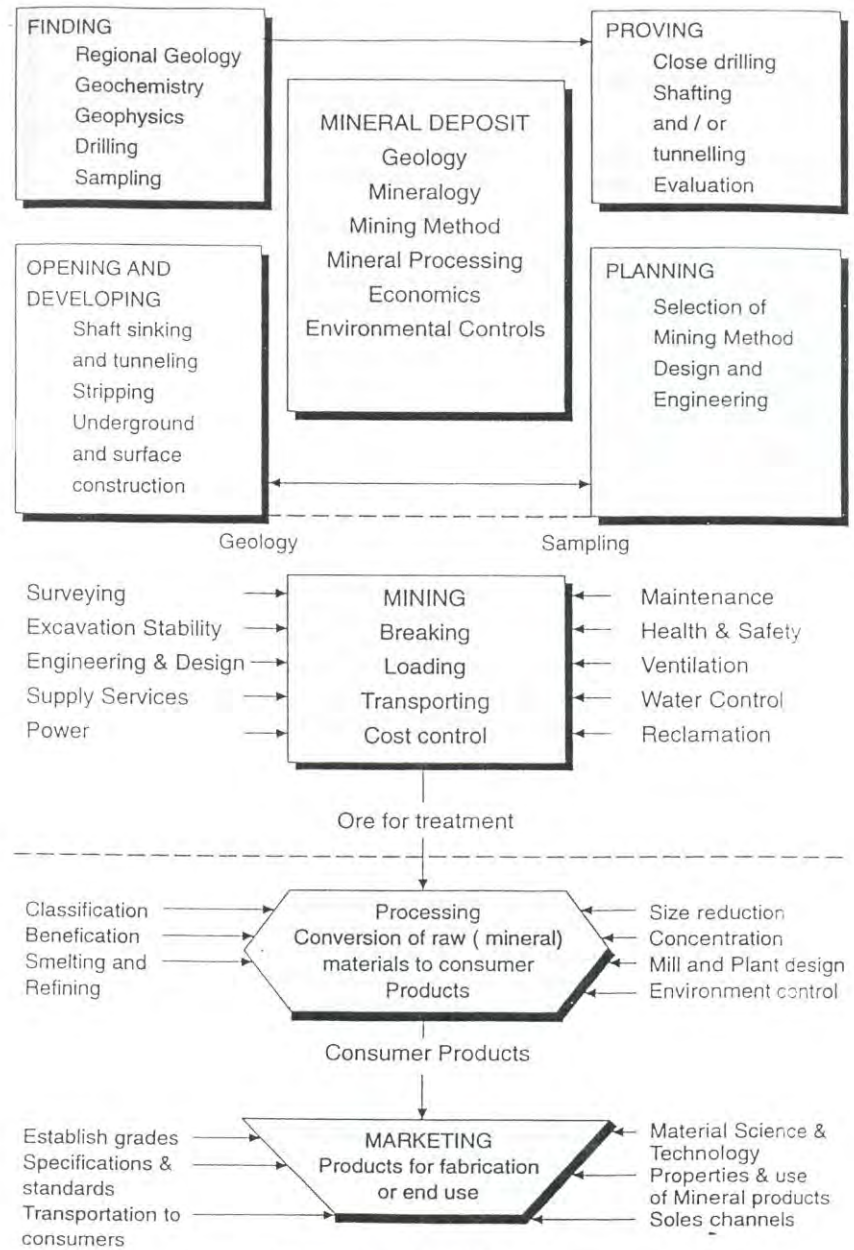 FINDING
Regional Geology
Geochemistry
Geophysics
Drilling
Sampling
MINERAL DEPOSIT
Geology
Mineralogy
Mining Method
Mineral Processing
Economics
Environmental Controls
PROVING
Close drilling
Shafting
and / or
tunnelling
Evaluation
OPENING AND
DEVELOPING
Shaft sinking
and tunneling
Stripping
Underground
and surface
construction
PLANNING
Selection of
Mining Method
Design and
Engineering
Geology
Sampling
Surveying
Excavation Stability
Engineering & Design
Supply Services
Power
MINING
Breaking
Loading
Transporting
Cost control
Maintenance
Health & Safety
Ventilation
Water Control
Reclamation
Ore for treatment
Classification
Benefication
Smelting and
Refining
Processing
Conversion of raw ( mineral)
materials to consumer
Products
Size reduction
Concentration
Mill and Plant design
Environment control
Consumer Products
Establish grades
Specifications &
standards
Transportation to
consumers
MARKETING
Products for fabrication
or end use
Material Science &
Technology
Properties & use
of Mineral products
Soles channels